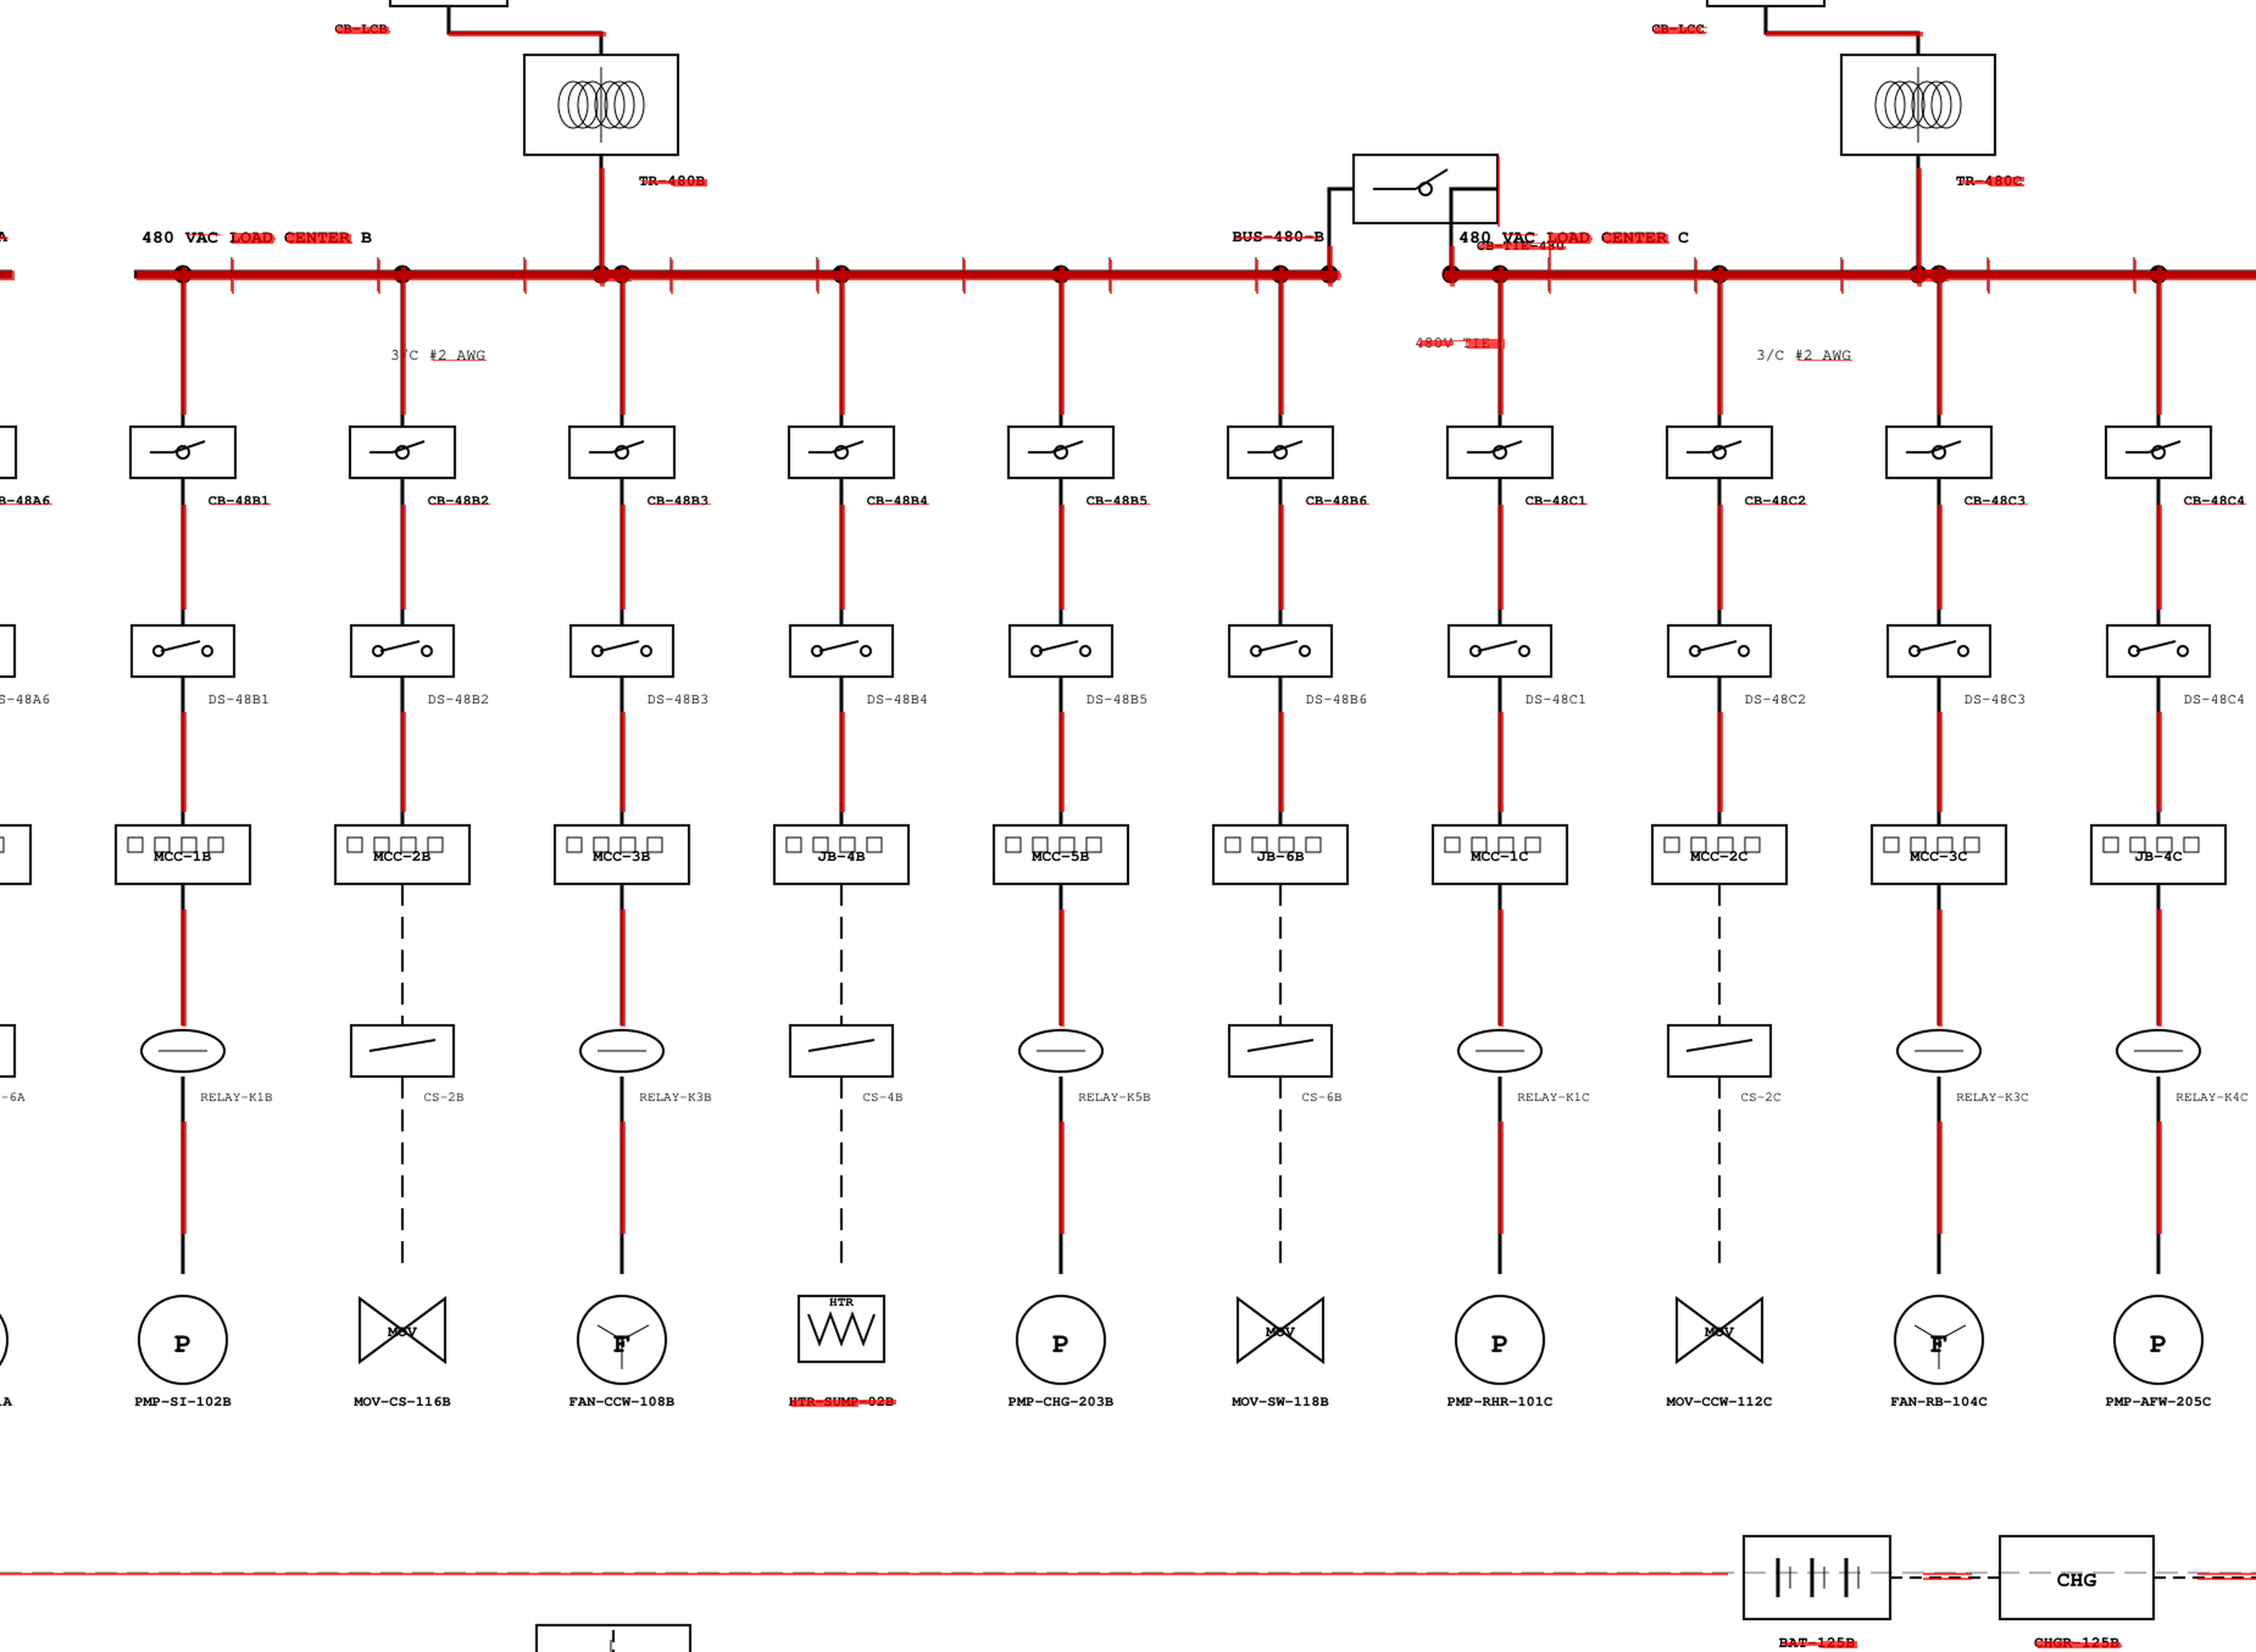 CB-LCB
CB-LCC
TR-480B
TR-480C
A
480 VAC LOAD CENTER B
BUS-480-B
480 VAC LOAD CENTER C
CB-TIE-480
480V TIE
3/C #2 AWG
3/C #2 AWG
B-48A6
CB-48B1
CB-48B2
CB-48B3
CB-48B4
CB-48B5
CB-48B6
CB-48C1
CB-48C2
CB-48C3
CB-48C4
S-48A6
DS-48B1
DS-48B2
DS-48B3
DS-48B4
DS-48B5
DS-48B6
DS-48C1
DS-48C2
DS-48C3
DS-48C4
MCC-1B
MCC-2B
MCC-3B
JB-4B
MCC-5B
JB-6B
MCC-1C
MCC-2C
MCC-3C
JB-4C
-6A
RELAY-K1B
CS-2B
RELAY-K3B
CS-4B
RELAY-K5B
CS-6B
RELAY-K1C
CS-2C
RELAY-K3C
RELAY-K4C
P
MOV
F
HTR
P
MOV
P
MOV
F
P
A
PMP-SI-102B
MOV-CS-116B
FAN-CCW-108B
HTR-SUMP-02B
PMP-CHG-203B
MOV-SW-118B
PMP-RHR-101C
MOV-CCW-112C
FAN-RB-104C
PMP-AFW-205C
CHG
BAT-125B
CHGR-125B